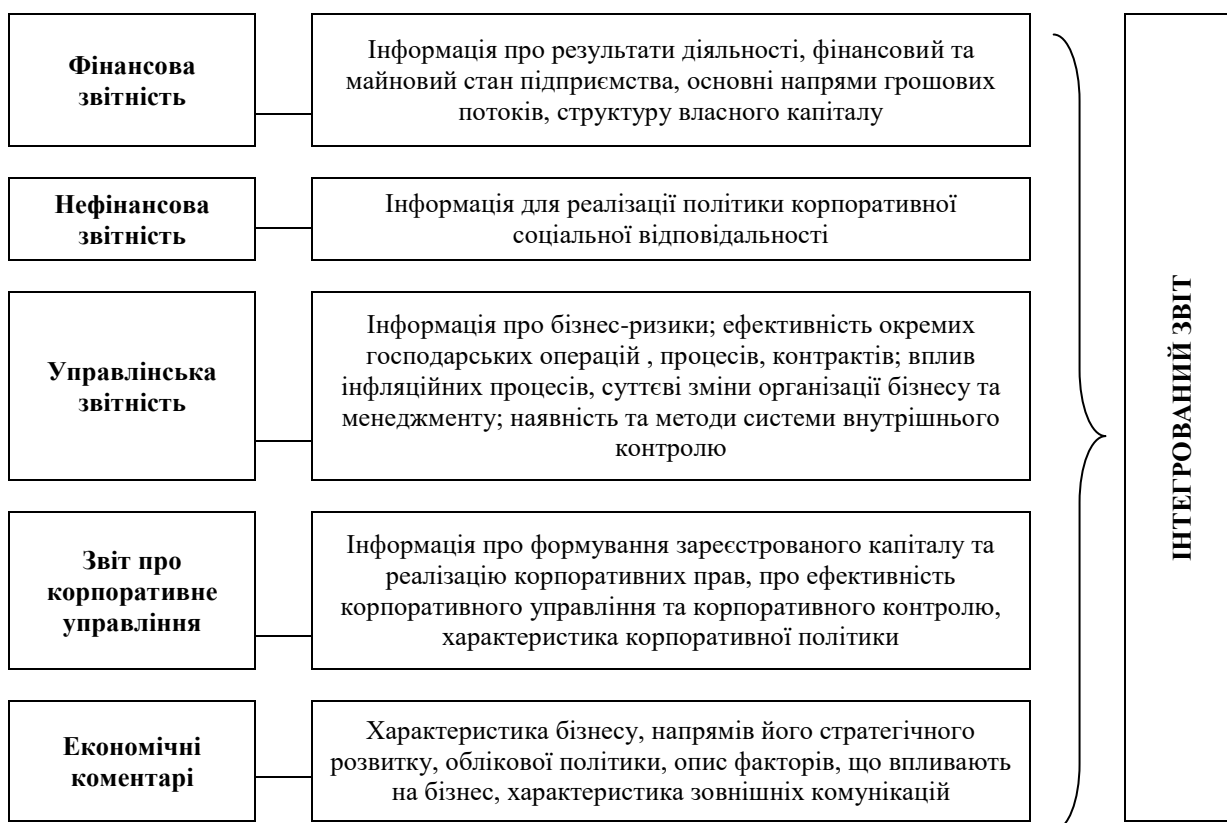 Фінансова
звітність
Інформація про результати діяльності, фінансовий та
майновий стан підприємства, основні напрями грошових
потоків, структуру власного капіталу
Нефінансова
звітність
Інформація для реалізації політики корпоративної
соціальної відповідальності
Управлінська
звітність
Інформація про бізнес-ризики; ефективність окремих
господарських операцій , процесів, контрактів; вплив
інфляційних процесів, суттєві зміни організації бізнесу та
менеджменту; наявність та методи системи внутрішнього
контролю
Звіт про
корпоративне
управління
Інформація про формування зареєстрованого капіталу та
реалізацію корпоративних прав, про ефективність
корпоративного управління та корпоративного контролю,
характеристика корпоративної політики
Економічні
коментарі
Характеристика бізнесу, напрямів його стратегічного
розвитку, облікової політики, опис факторів, що впливають
на бізнес, характеристика зовнішніх комунікацій
ІНТЕГРОВАНИЙ ЗВІТ